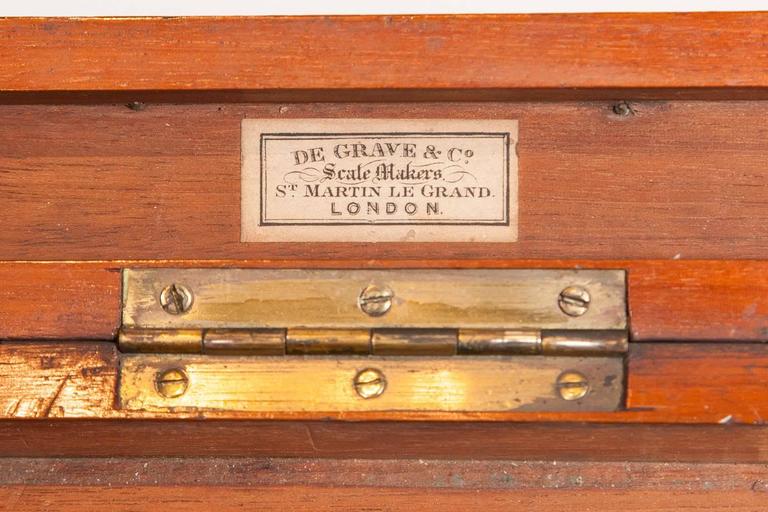 DE GRAVE & Co.
Scale Makers.
ST. MARTIN LE GRAND.
LONDON.